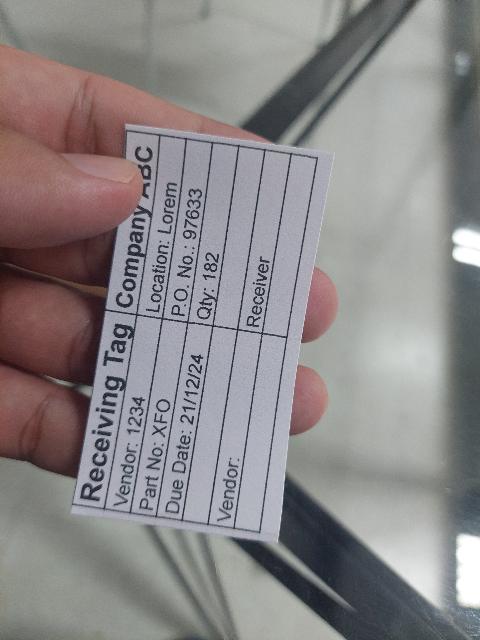 Receiving Tag Company ABC
Vendor: 1234 Location: Lorem
Part No: XFO P.O. No.: 97633
Due Date: 21/12/24 Qty: 182
Vendor: Receiver